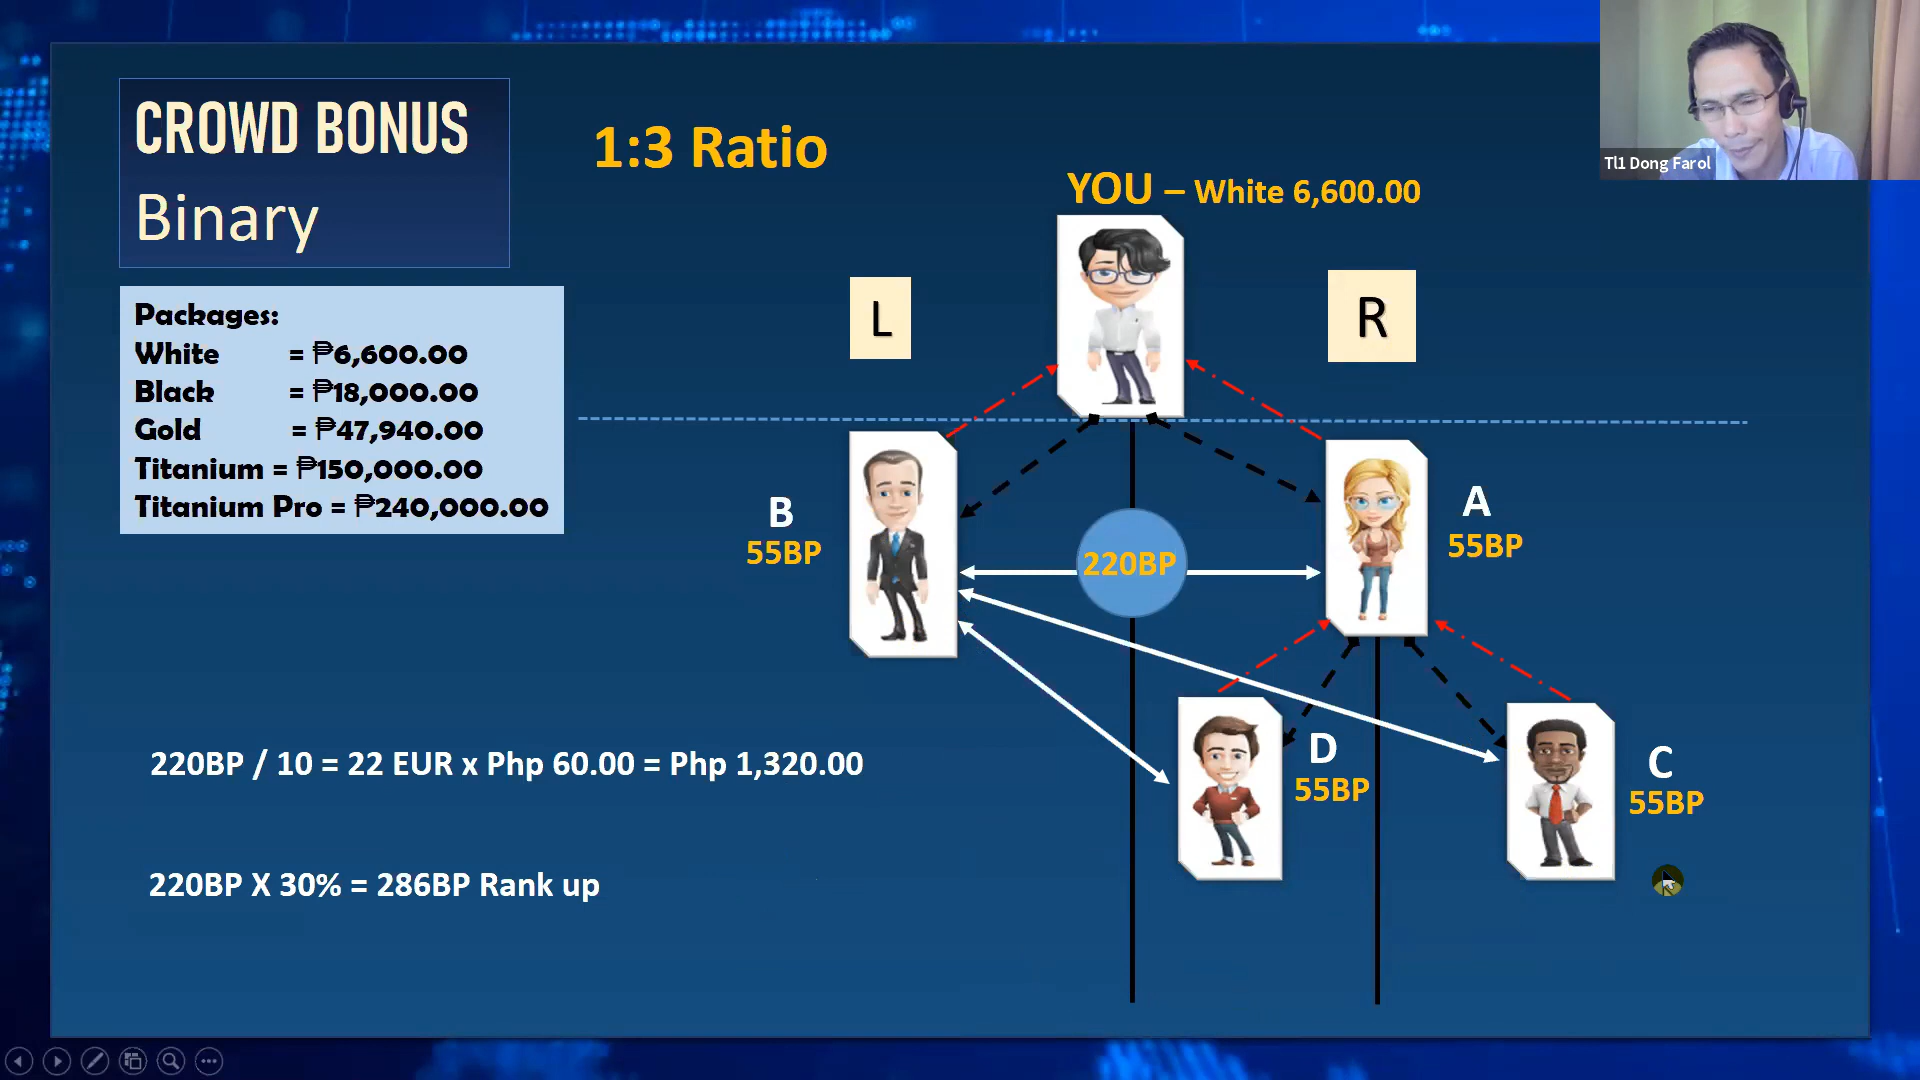 CROWD BONUS
Binary
1:3 Ratio
YOU – White 6,600.00
Tl1 Dong Farol
L
R
Packages:
White = ₱6,600.00
Black = ₱18,000.00
Gold = ₱47,940.00
Titanium = ₱150,000.00
Titanium Pro = ₱240,000.00
B
55BP
220BP
A
55BP
D
55BP
C
55BP
220BP / 10 = 22 EUR x Php 60.00 = Php 1,320.00
220BP X 30% = 286BP Rank up